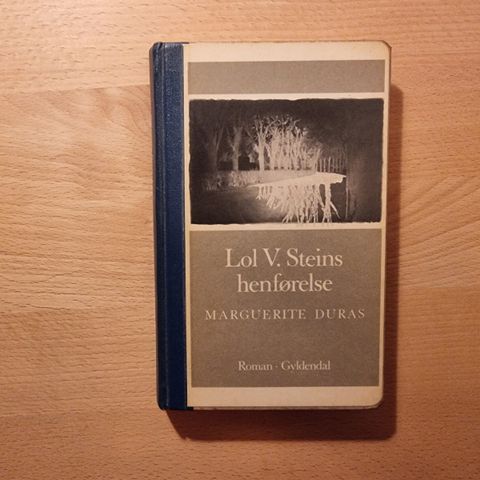 Lol V. Steins
henførelse
MARGUERITE DURAS
Roman · Gyldendal